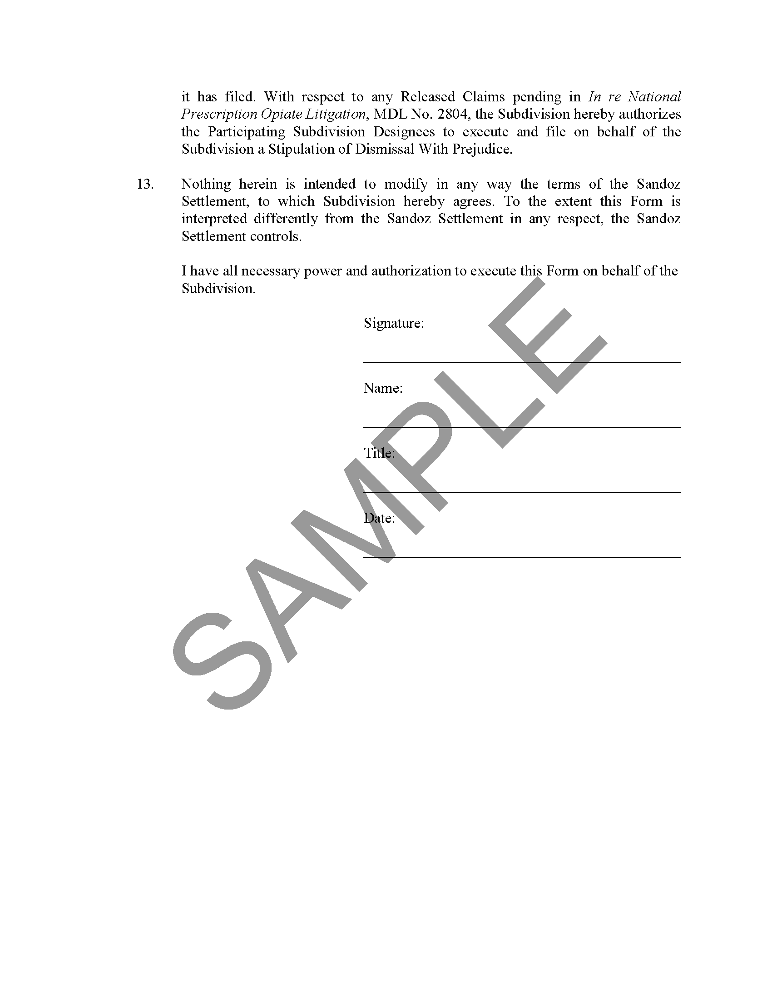 it has filed. With respect to any Released Claims pending in In re National
Prescription Opiate Litigation, MDL No. 2804, the Subdivision hereby authorizes
the Participating Subdivision Designees to execute and file on behalf of the
Subdivision a Stipulation of Dismissal With Prejudice.
13. Nothing herein is intended to modify in any way the terms of the Sandoz
Settlement, to which Subdivision hereby agrees. To the extent this Form is
interpreted differently from the Sandoz Settlement in any respect, the Sandoz
Settlement controls.
I have all necessary power and authorization to execute this Form on behalf of the
Subdivision.
Signature:
Name:
Title:
Date:
SAMPLE